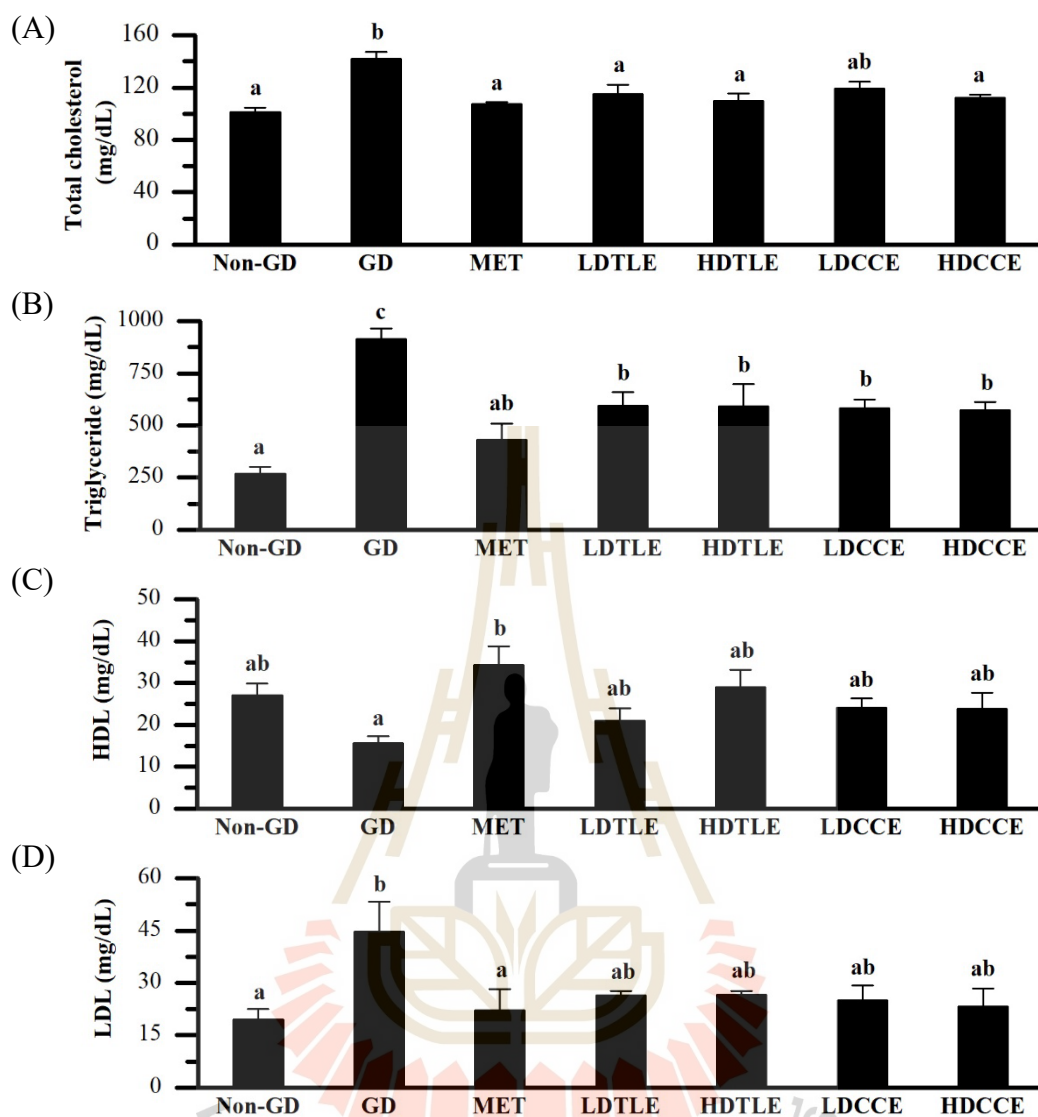 (A)
Total cholesterol
(mg/dL)
160
120
80
40
0
a
b
a
a
a
ab
a
Non-GD GD MET LDTLE HDTLE LDCCE HDCCE
(B)
Triglyceride (mg/dL)
1000
750
500
250
0
a
c
ab
b
b
b
b
Non-GD GD MET LDTLE HDTLE LDCCE HDCCE
(C)
HDL (mg/dL)
50
40
30
20
10
0
ab
a
b
ab
ab
ab
ab
Non-GD GD MET LDTLE HDTLE LDCCE HDCCE
(D)
LDL (mg/dL)
60
45
30
15
0
a
b
a
ab
ab
ab
ab
Non-GD GD MET LDTLE HDTLE LDCCE HDCCE